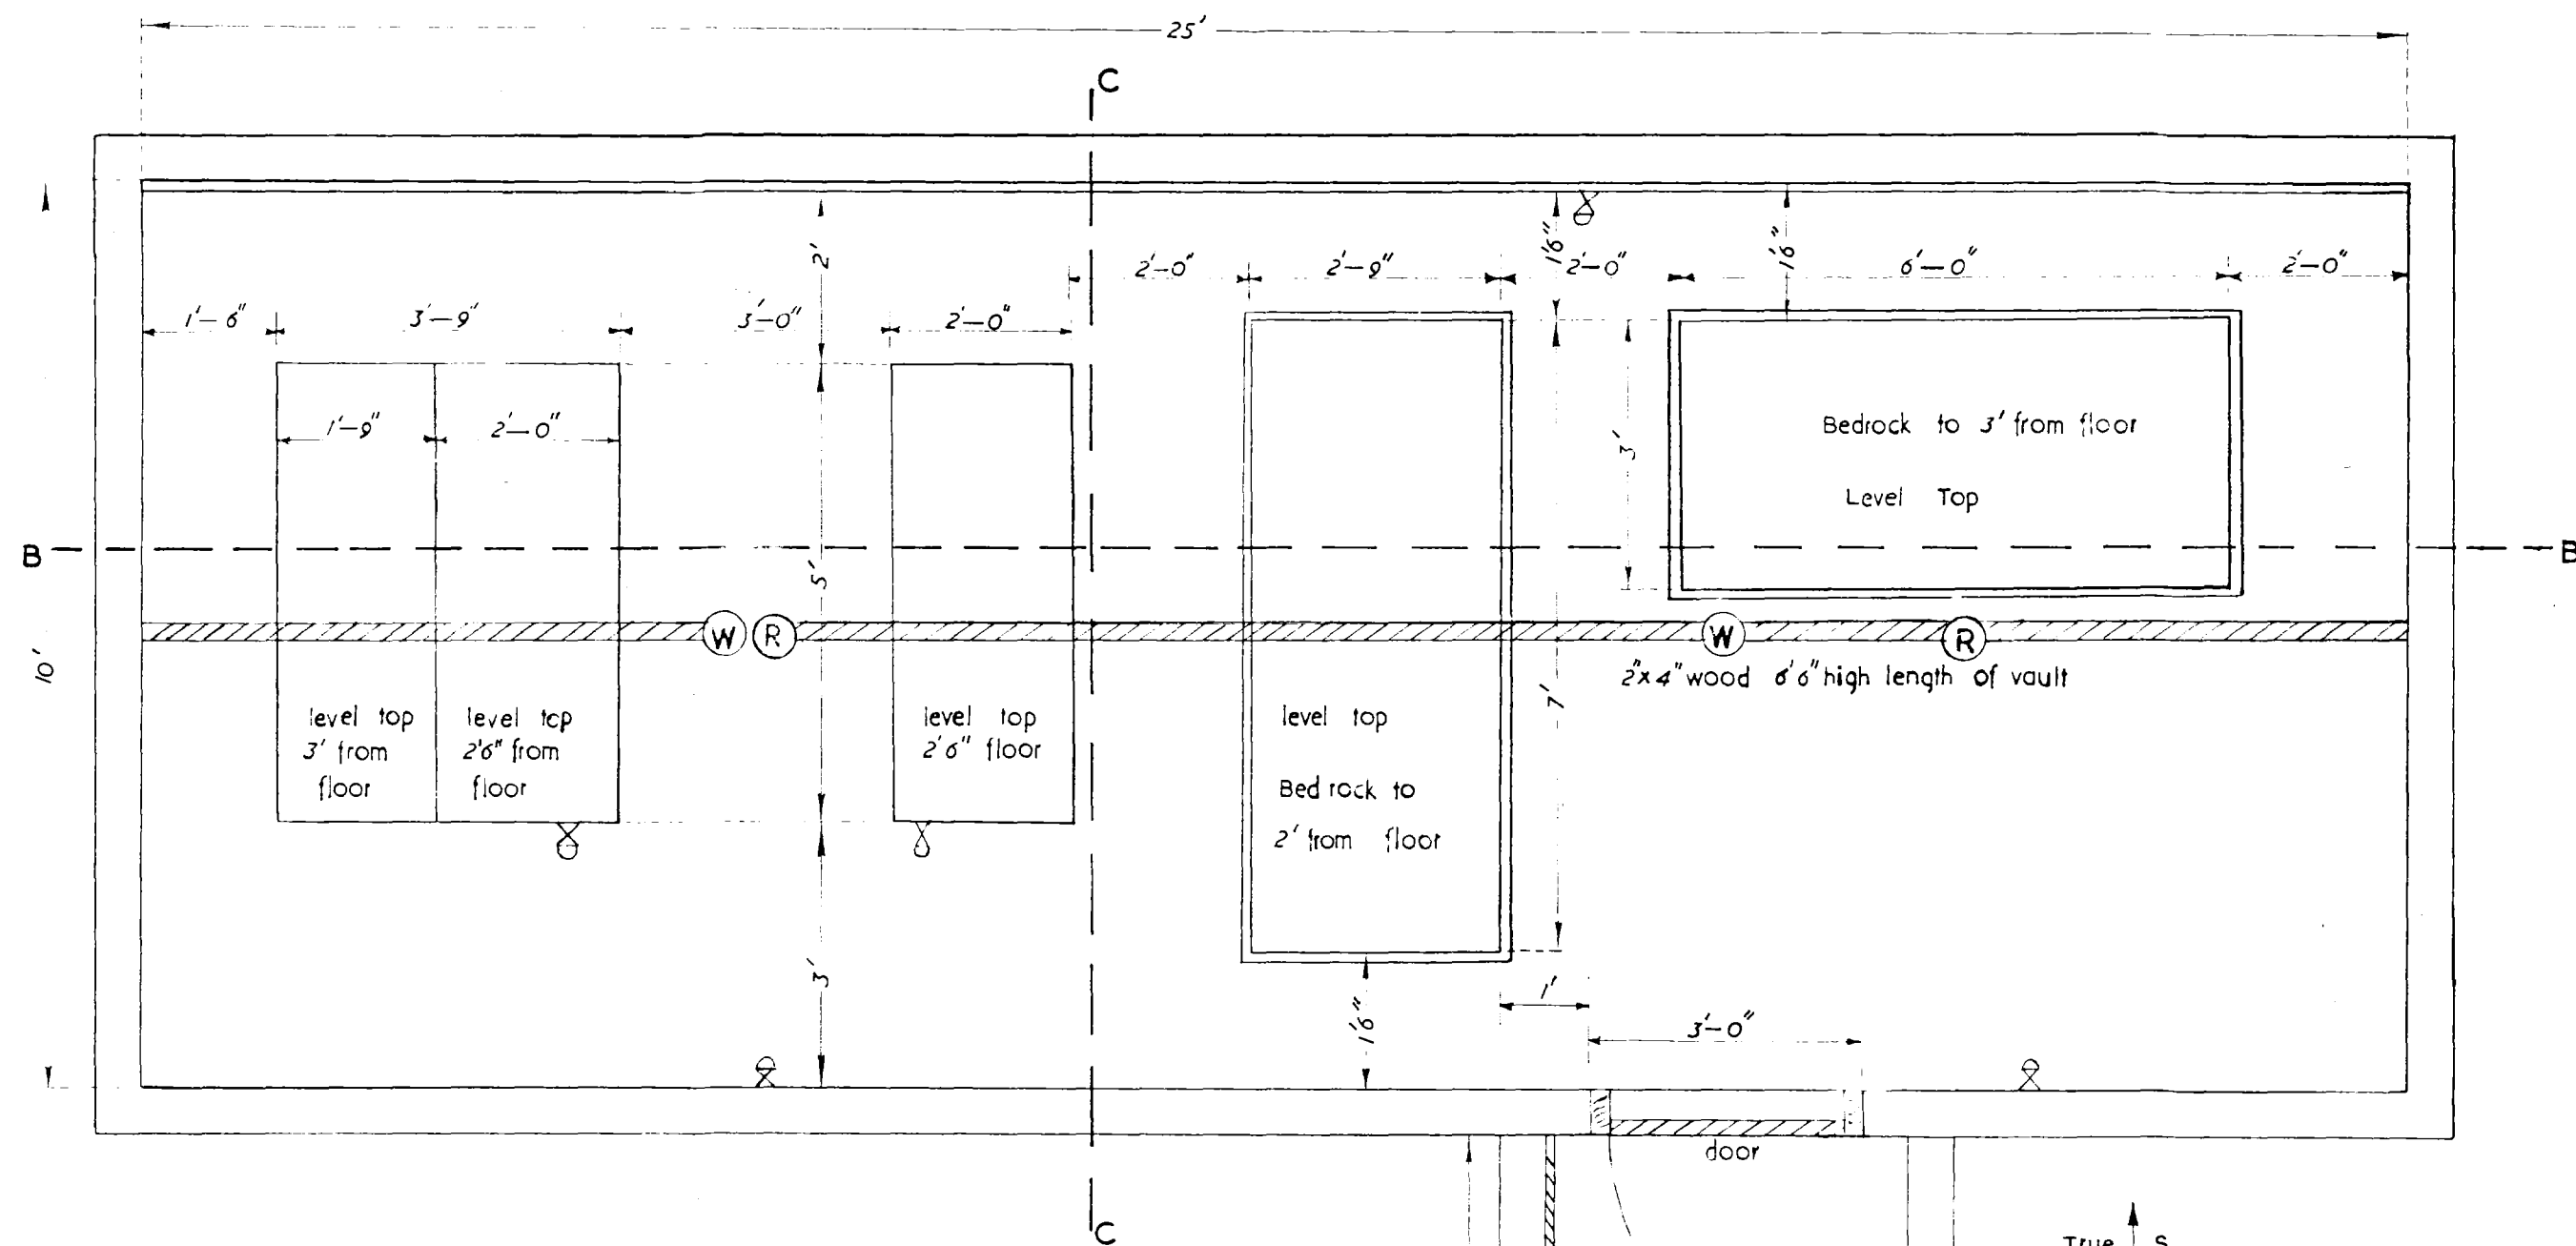 25'
C
2'
1'6"
1'6"
2'-0"
2'-9"
2'-0"
6'-0"
2'-0"
1'-6"
3'-9"
3'-0"
2'-0"
1'-9"
2'-0"
3'
Bedrock to 3' from floor
Level Top
B
B
5'
10'
W
R
W
R
2"x4" wood 6'6" high length of vault
7'
level top
3' from
floor
level top
2'6" from
floor
level top
2'6" floor
level top
Bedrock to
2' from floor
3'
1'6"
1'
3'-0"
door
C
True S